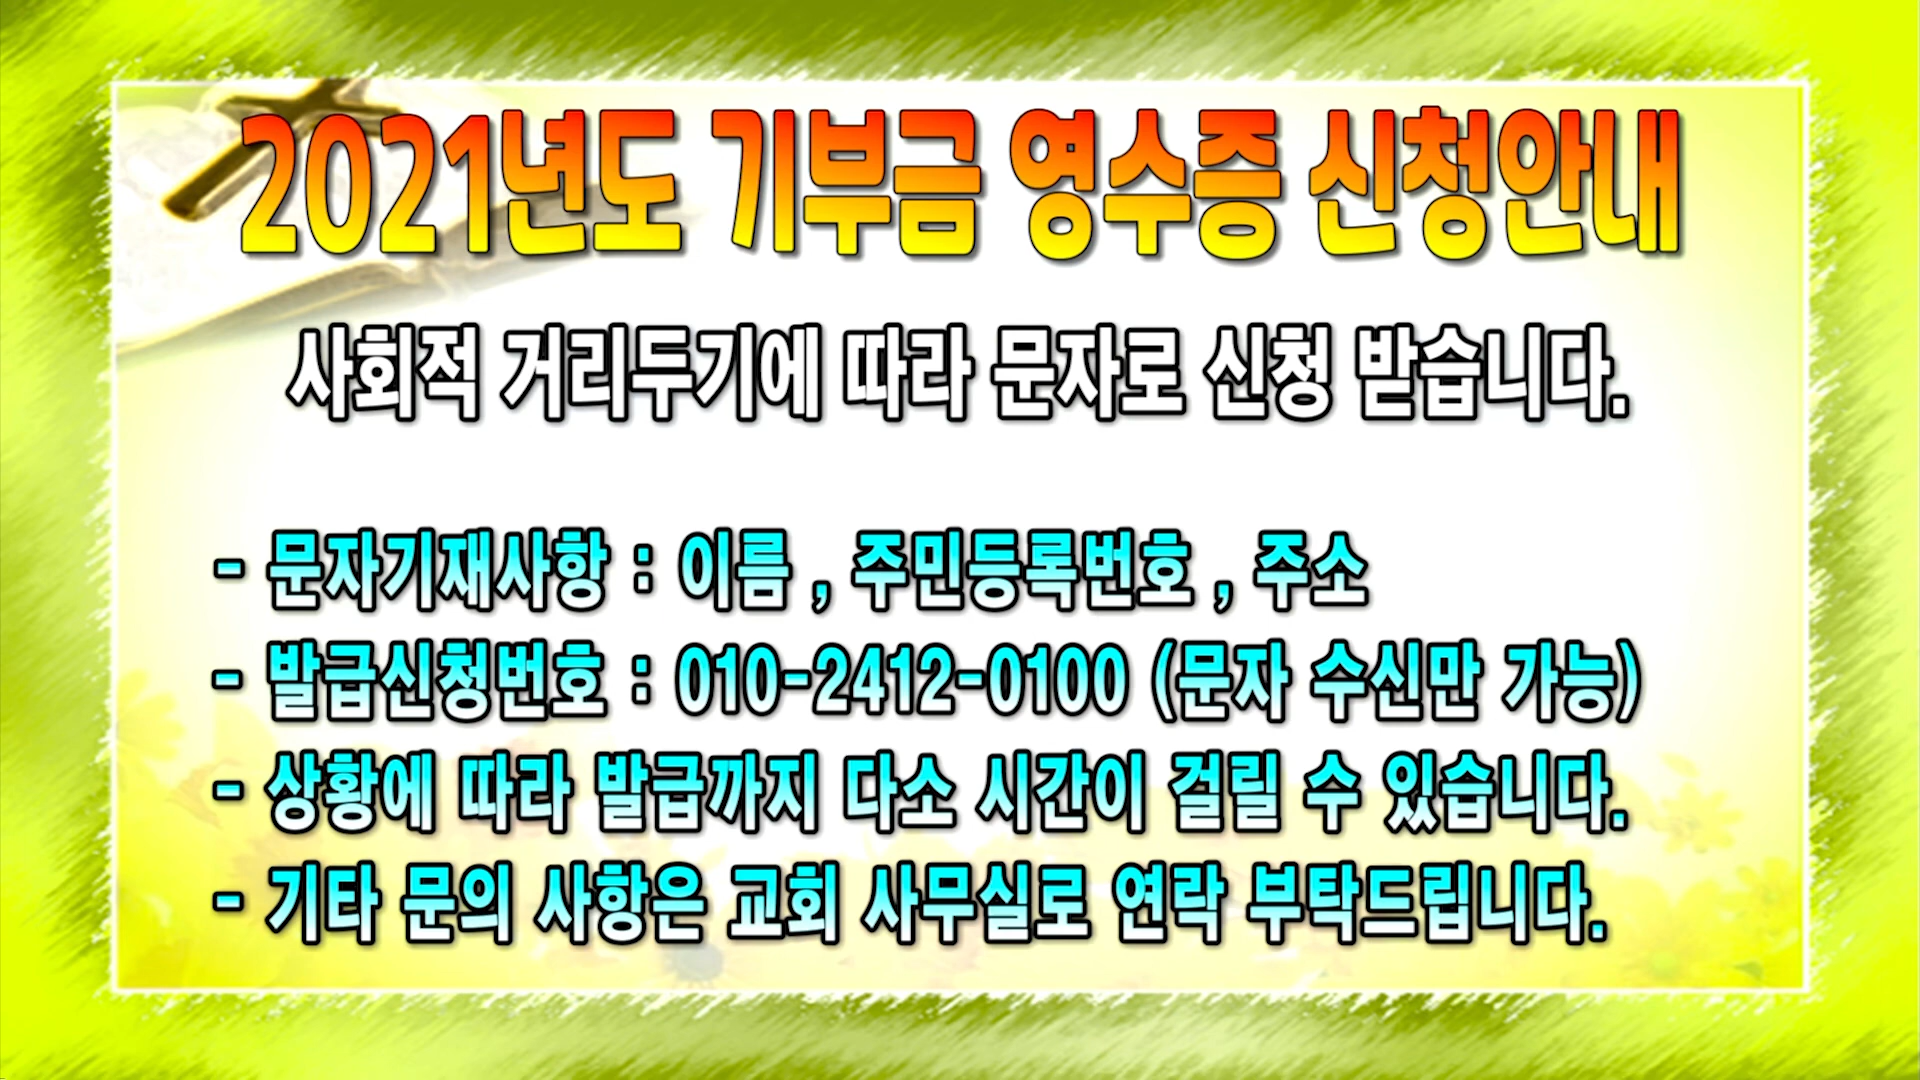 2021년도 기부금 영수증 신청안내
사회적 거리두기에 따라 문자로 신청 받습니다.
- 문자기재사항 : 이름 , 주민등록번호 , 주소
- 발급신청번호 : 010-2412-0100 (문자 수신만 가능)
- 상황에 따라 발급까지 다소 시간이 걸릴 수 있습니다.
- 기타 문의 사항은 교회 사무실로 연락 부탁드립니다.